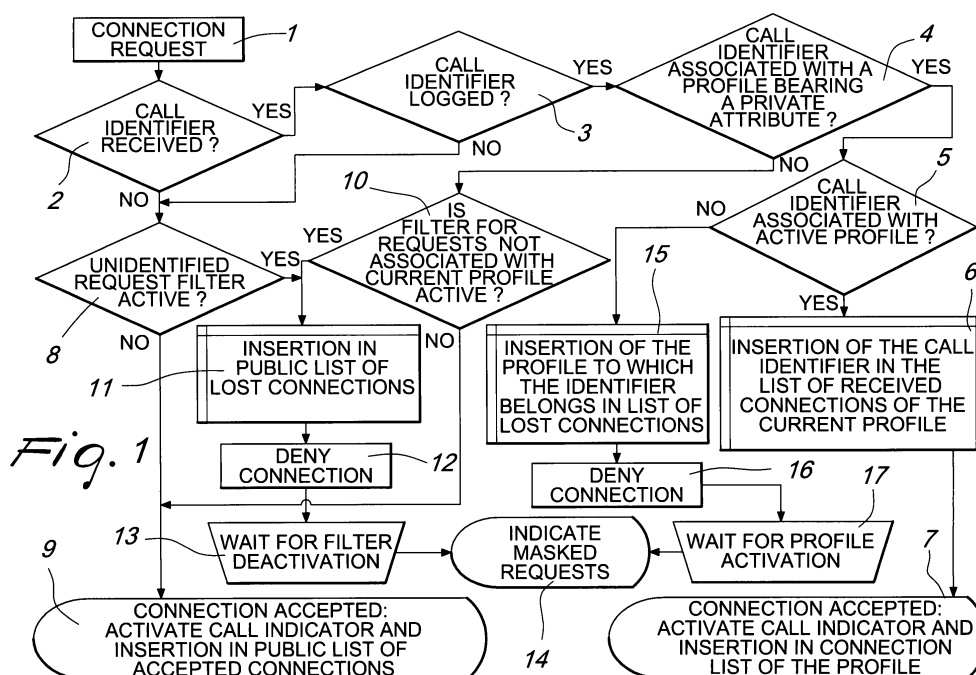 CONNECTION
REQUEST
1
CALL
IDENTIFIER
RECEIVED ?
2
YES
NO
CALL
IDENTIFIER
LOGGED ?
3
YES
NO
CALL
IDENTIFIER
ASSOCIATED WITH A
PROFILE BEARING
A PRIVATE
ATTRIBUTE ?
4
YES
NO
CALL
IDENTIFIER
ASSOCIATED WITH
ACTIVE PROFILE ?
5
NO
YES
10
IS
FILTER FOR
REQUESTS NOT
ASSOCIATED WITH
CURRENT PROFILE
ACTIVE ?
YES
NO
UNIDENTIFIED
REQUEST FILTER
ACTIVE ?
8
YES
NO
11
INSERTION IN
PUBLIC LIST OF
LOST CONNECTIONS
15
INSERTION OF THE
PROFILE TO WHICH
THE IDENTIFIER
BELONGS IN LIST OF
LOST CONNECTIONS
6
INSERTION OF THE CALL
IDENTIFIER IN THE
LIST OF RECEIVED
CONNECTIONS OF THE
CURRENT PROFILE
Fig. 1
DENY
CONNECTION
12
DENY
CONNECTION
16
13
WAIT FOR FILTER
DEACTIVATION
INDICATE
MASKED
REQUESTS
14
17
WAIT FOR PROFILE
ACTIVATION
9
CONNECTION ACCEPTED:
ACTIVATE CALL INDICATOR AND
INSERTION IN PUBLIC LIST OF
ACCEPTED CONNECTIONS
7
CONNECTION ACCEPTED:
ACTIVATE CALL INDICATOR AND
INSERTION IN CONNECTION
LIST OF THE PROFILE